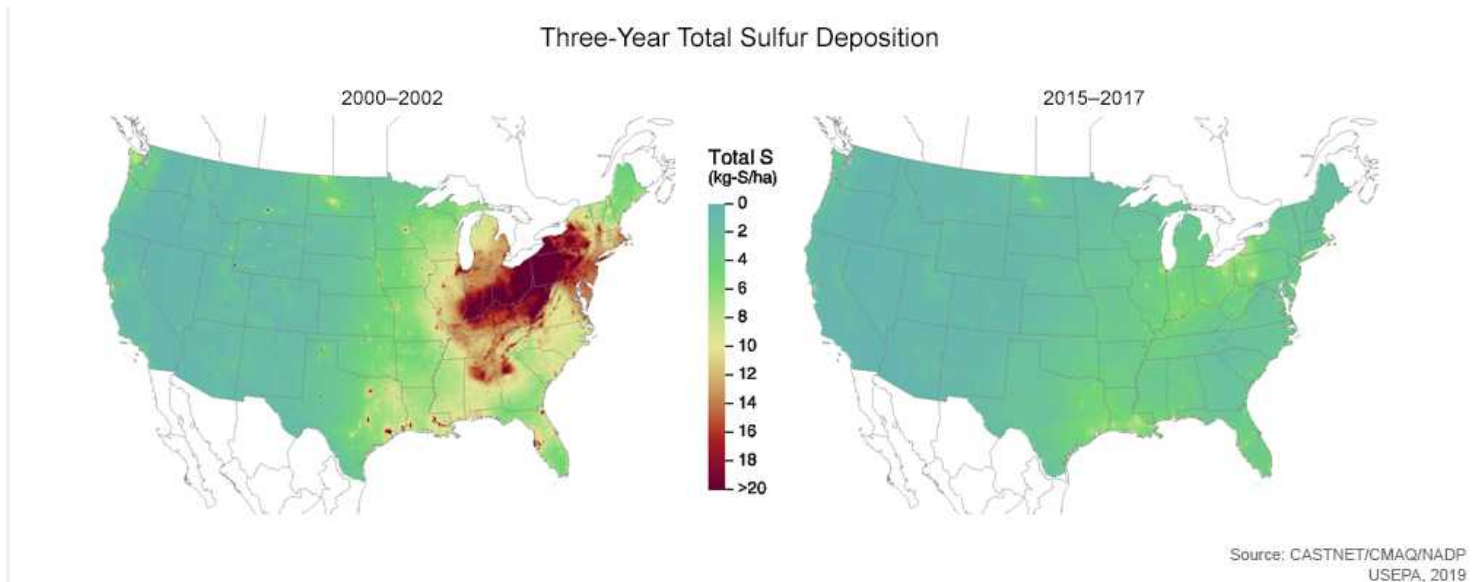 Three-Year Total Sulfur Deposition
2000–2002
2015–2017
Total S
(kg-S/ha)
0
2
4
6
8
10
12
14
16
18
>20
Source: CASTNET/CMAQ/NADP
USEPA, 2019